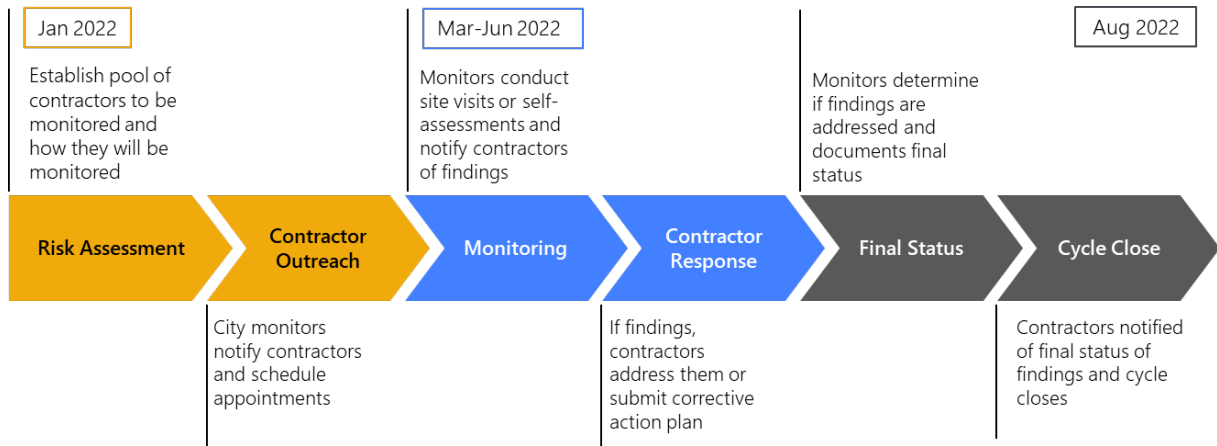 Jan 2022
Mar-Jun 2022
Aug 2022
Establish pool of
contractors to be
monitored and
how they will be
monitored
Monitors conduct
site visits or self-
assessments and
notify contractors
of findings
Monitors determine
if findings are
addressed and
documents final
status
Risk Assessment
Contractor
Outreach
Monitoring
Contractor
Response
Final Status
Cycle Close
City monitors
notify contractors
and schedule
appointments
If findings,
contractors
address them or
submit corrective
action plan
Contractors notified
of final status of
findings and cycle
closes